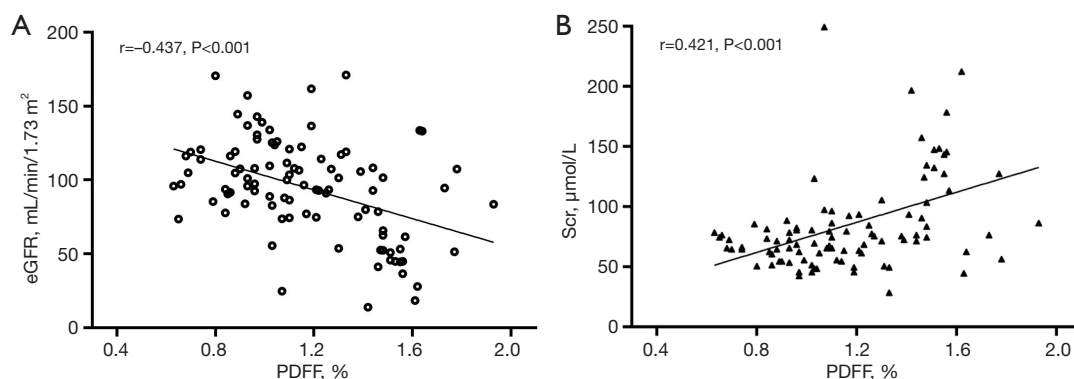 A
r=–0.437, P<0.001
eGFR, mL/min/1.73 m²
200
150
100
50
0
0.4 0.8 1.2 1.6 2.0
PDFF, %
B
r=0.421, P<0.001
Scr, µmol/L
250
200
150
100
50
0
0.4 0.8 1.2 1.6 2.0
PDFF, %